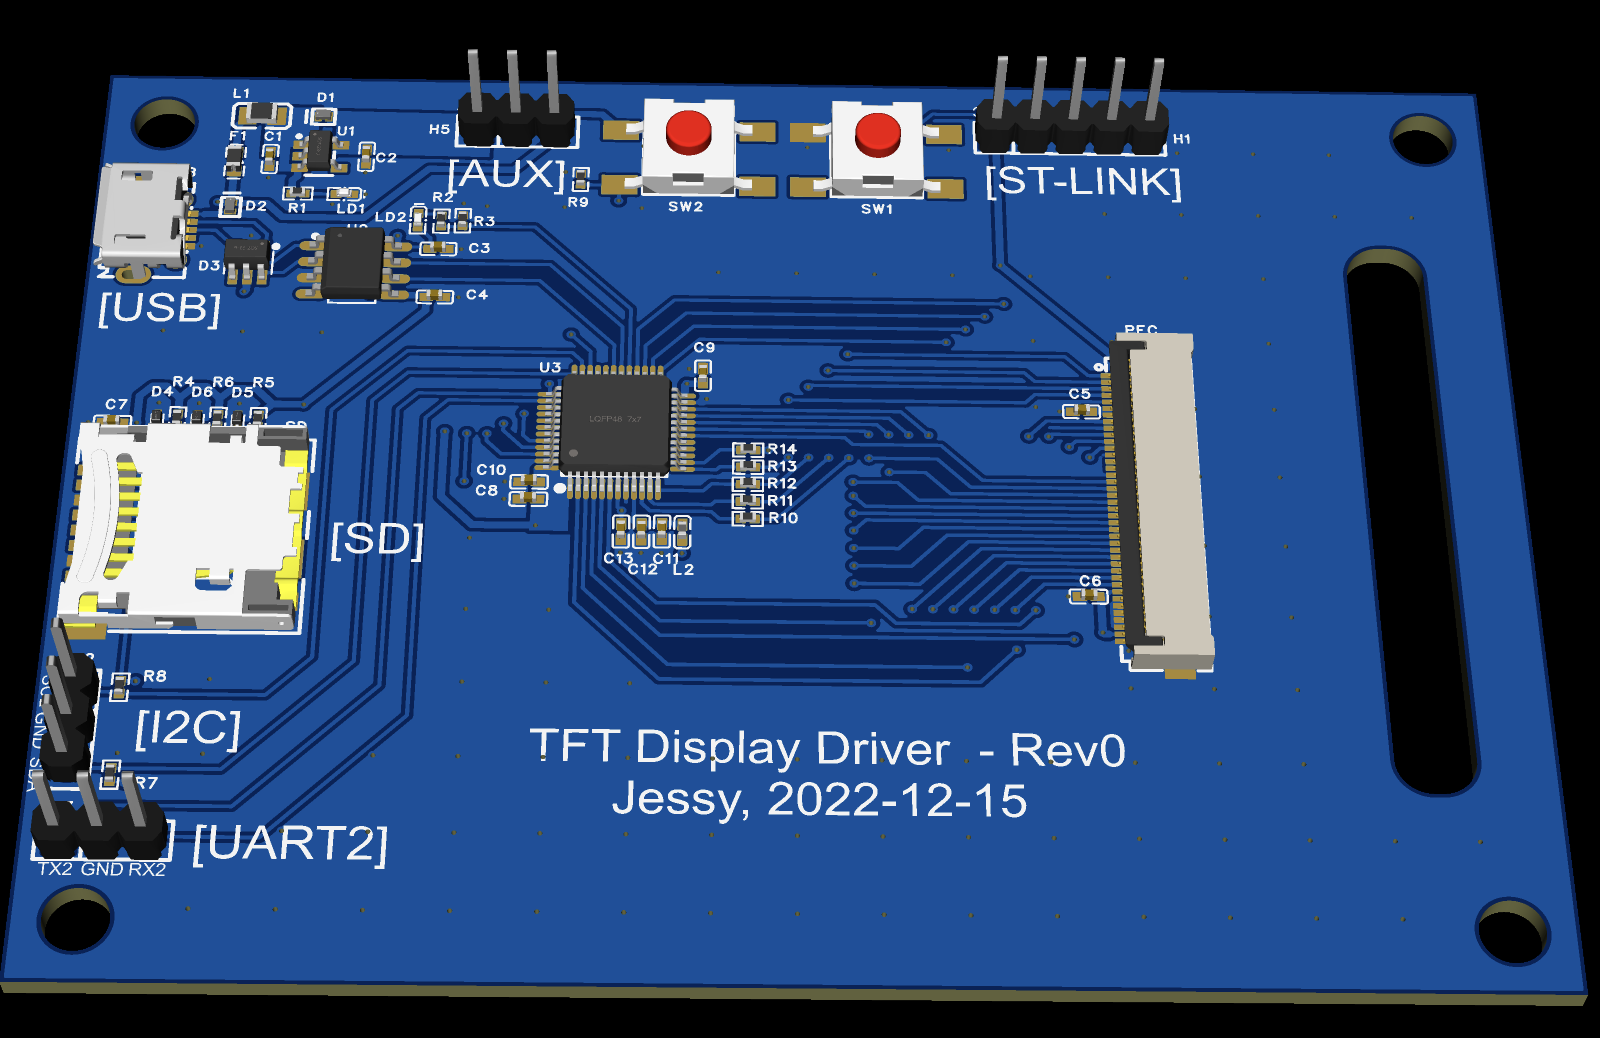 L1
D1
F1
C1
U1
C2
H5
H1
[AUX]
[ST-LINK]
R9
SW2
SW1
D2
R1
LD1
LD2
R2
R3
D3
C3
C4
[USB]
C9
U3
LQFP48 7x7
C7
R4
R6
R5
D4
D6
D5
C5
R14
R13
R12
R11
R10
C10
C8
[SD]
C13
C12
C11
L2
C6
R8
SCL GND SDA
[I2C]
R7
TFT Display Driver - Rev0
Jessy, 2022-12-15
[UART2]
TX2 GND RX2